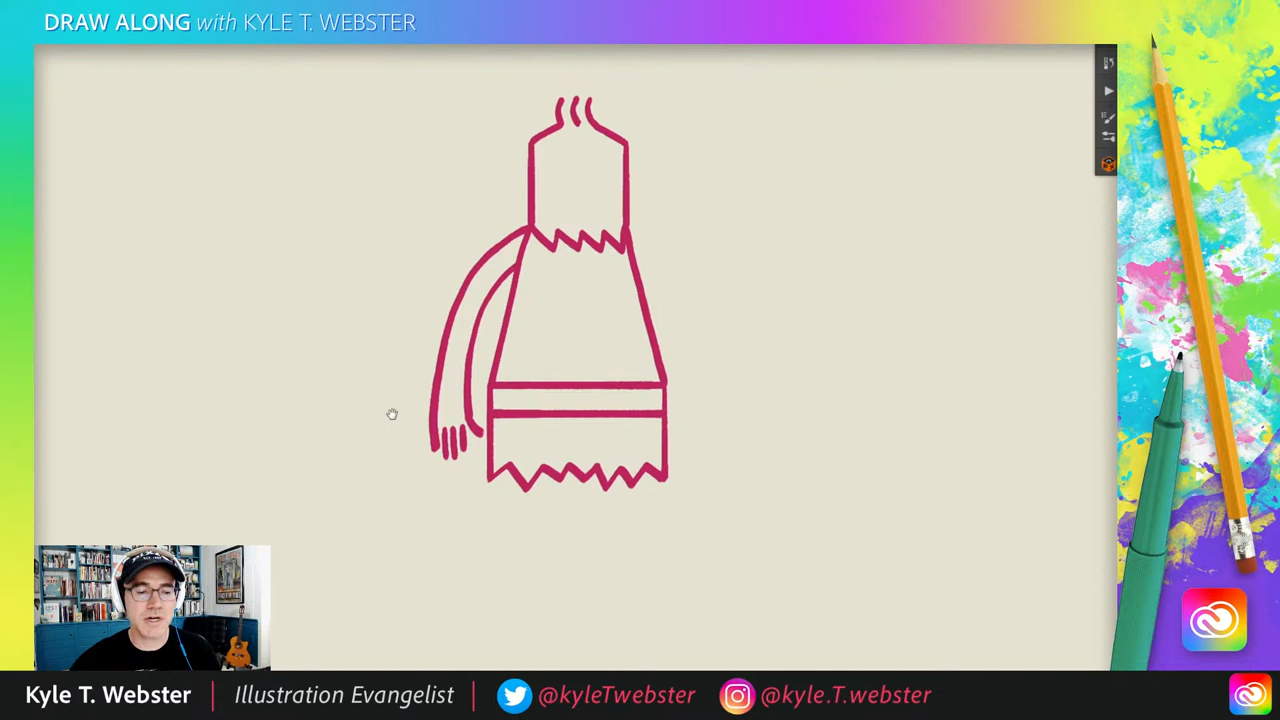 DRAW ALONG with KYLE T. WEBSTER
Kyle T. Webster | Illustration Evangelist | @kyleTwebster @kyle.T.webster